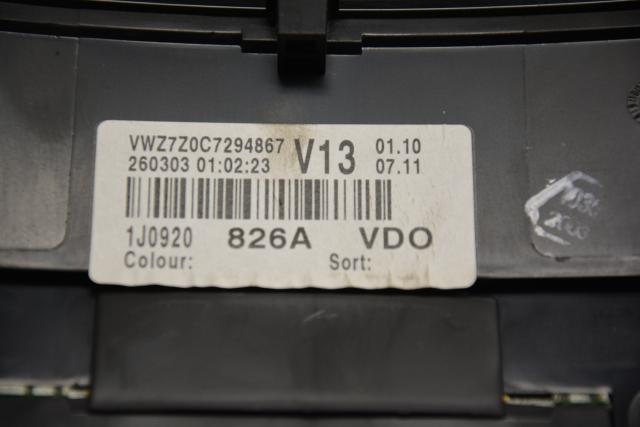 VWZ7Z0C7294867 V13 01.10
260303 01:02:23 07.11
1J0920 826A VDO
Colour: Sort: